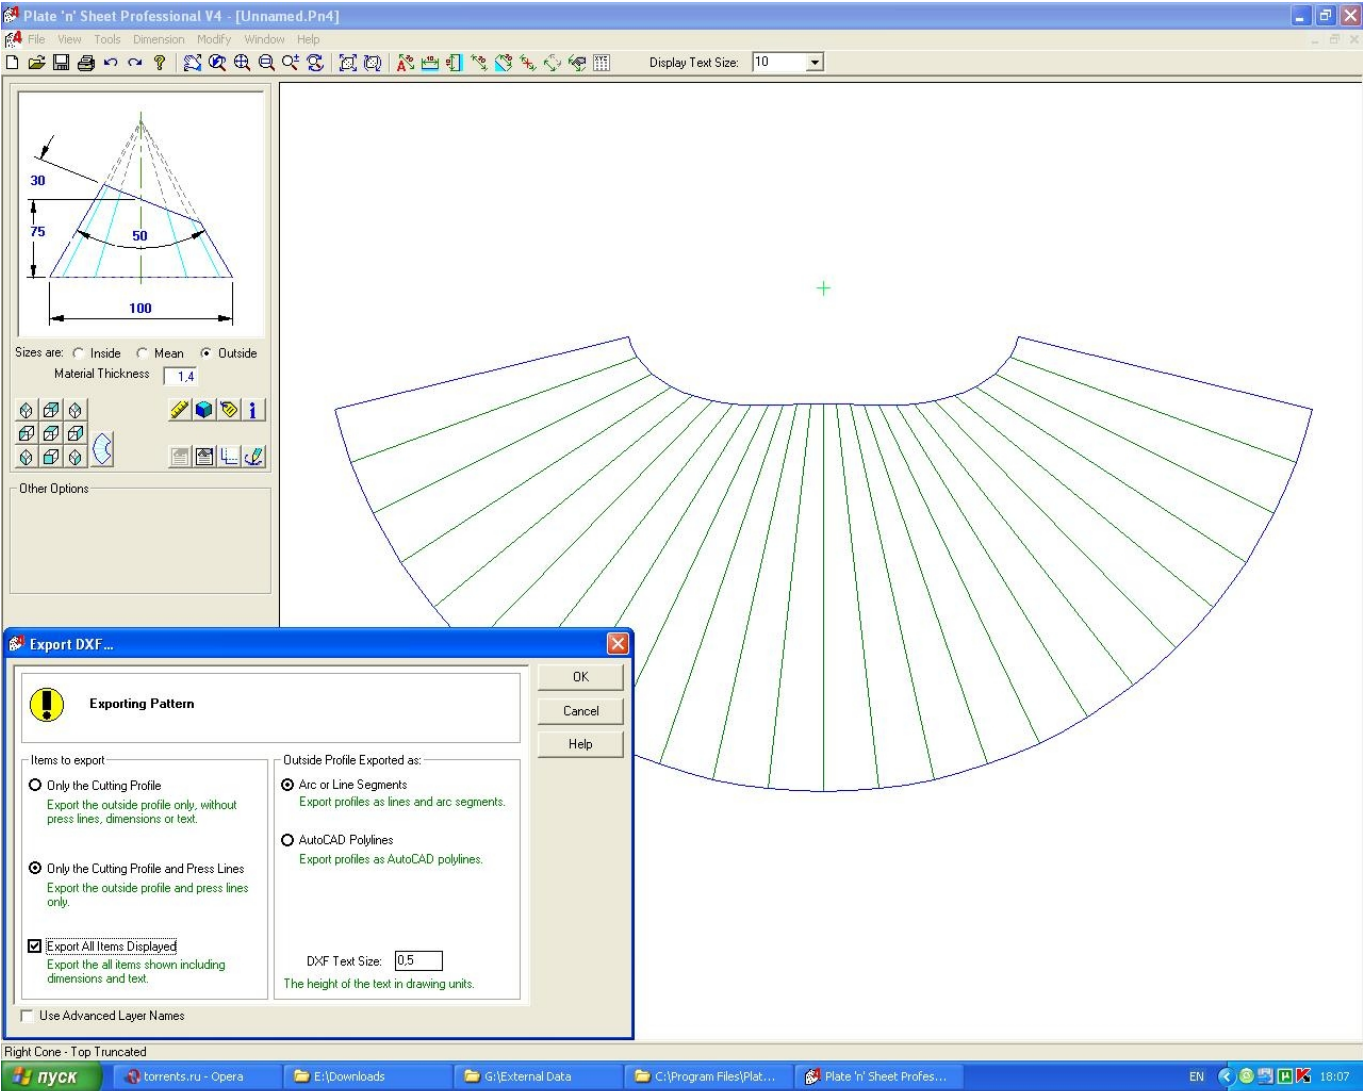 Plate 'n' Sheet Professional V4 - [Unnamed.Pn4]
File View Tools Dimension Modify Window Help
Display Text Size: 10
30
75
50
100
Sizes are: Inside Mean Outside
Material Thickness 1,4
Other Options
Export DXF...
Exporting Pattern
OK
Cancel
Help
Items to export
Only the Cutting Profile
Export the outside profile only, without
press lines, dimensions or text.
Only the Cutting Profile and Press Lines
Export the outside profile and press lines
only.
Export All Items Displayed
Export the all items shown including
dimensions and text.
Outside Profile Exported as:
Arc or Line Segments
Export profiles as lines and arc segments.
AutoCAD Polylines
Export profiles as AutoCAD polylines.
DXF Text Size: 0,5
The height of the text in drawing units.
Use Advanced Layer Names
Right Cone - Top Truncated
пуск torrents.ru - Opera E:\Downloads G:\External Data C:\Program Files\Plat... Plate 'n' Sheet Profes... EN 18:07